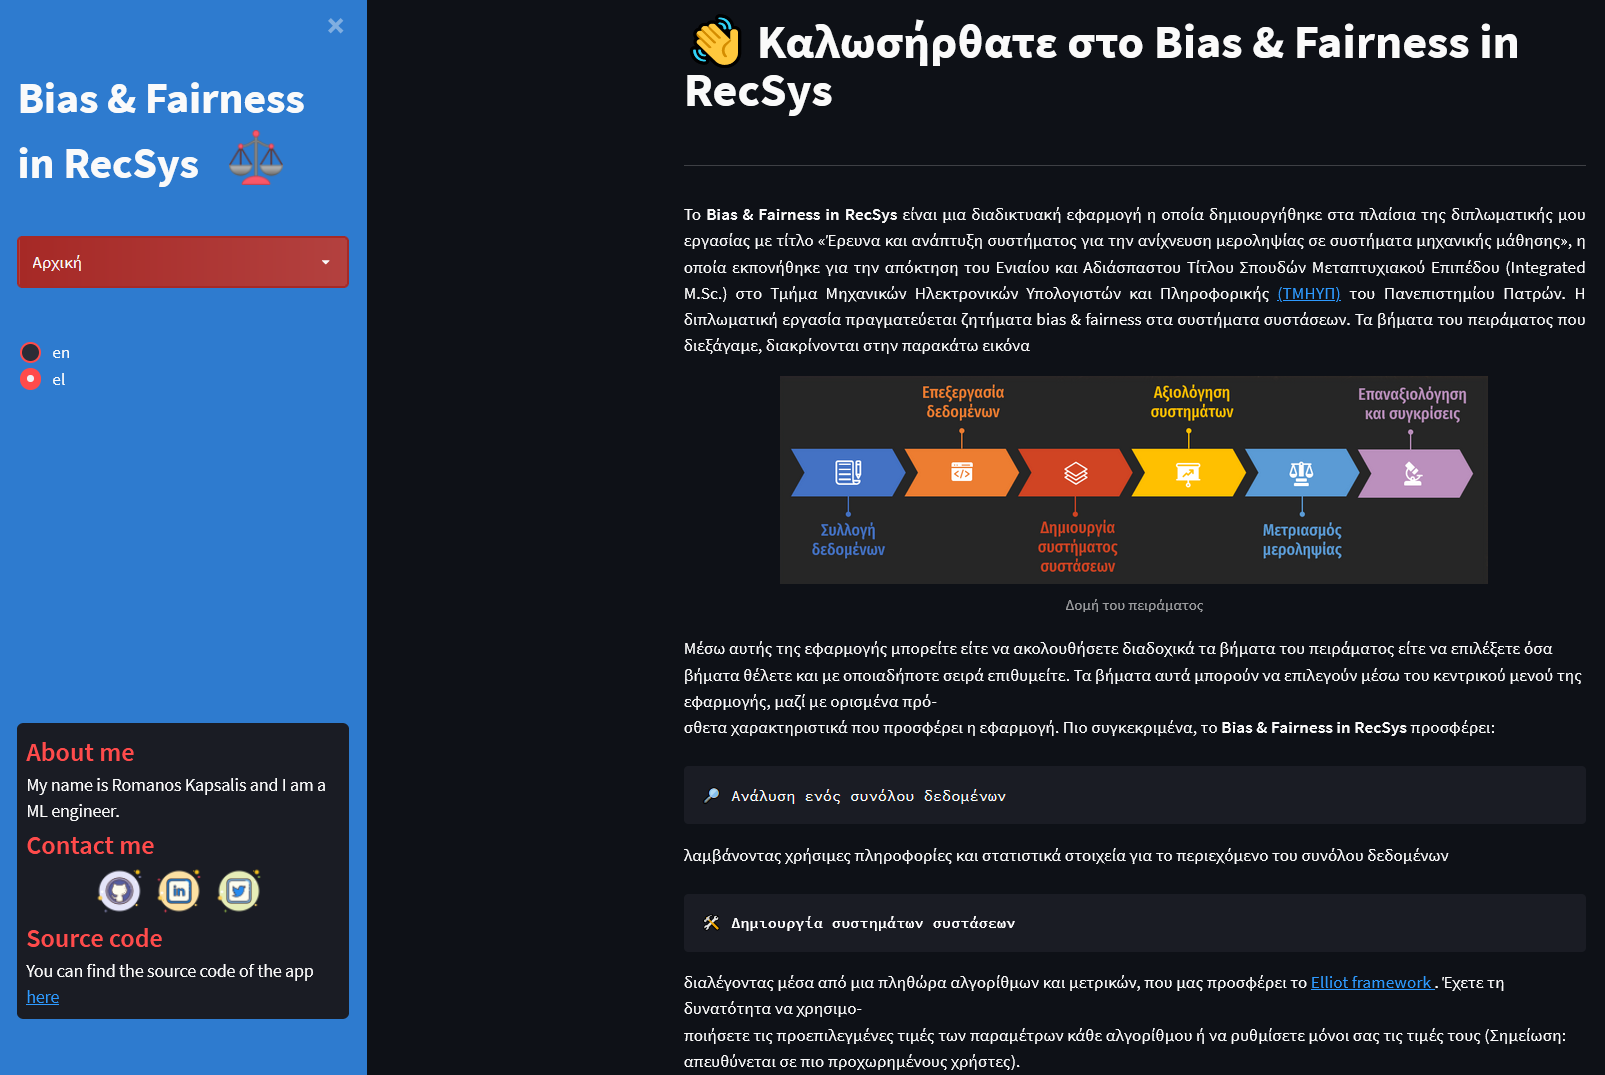 Bias & Fairness
in RecSys
Αρχική
en
el
About me
My name is Romanos Kapsalis and I am a
ML engineer.
Contact me
in
Source code
You can find the source code of the app
here
Καλωσήρθατε στο Bias & Fairness in
RecSys
Το Bias & Fairness in RecSys είναι μια διαδικτυακή εφαρμογή η οποία δημιουργήθηκε στα πλαίσια της διπλωματικής μου
εργασίας με τίτλο «Έρευνα και ανάπτυξη συστήματος για την ανίχνευση μεροληψίας σε συστήματα μηχανικής μάθησης», η
οποία εκπονήθηκε για την απόκτηση του Ενιαίου και Αδιάσπαστου Τίτλου Σπουδών Μεταπτυχιακού Επιπέδου (Integrated
M.Sc.) στο Τμήμα Μηχανικών Ηλεκτρονικών Υπολογιστών και Πληροφορικής (ΤΜΗΥΠ) του Πανεπιστημίου Πατρών. Η
διπλωματική εργασία πραγματεύεται ζητήματα bias & fairness στα συστήματα συστάσεων. Τα βήματα του πειράματος που
διεξάγαμε, διακρίνονται στην παρακάτω εικόνα
Επεξεργασία
δεδομένων
Αξιολόγηση
συστημάτων
Επαναξιολόγηση
και συγκρίσεις
Συλλογή
δεδομένων
Δημιουργία
συστήματος
συστάσεων
Μετριασμός
μεροληψίας
Δομή του πειράματος
Μέσω αυτής της εφαρμογής μπορείτε είτε να ακολουθήσετε διαδοχικά τα βήματα του πειράματος είτε να επιλέξετε όσα
βήματα θέλετε και με οποιαδήποτε σειρά επιθυμείτε. Τα βήματα αυτά μπορούν να επιλεγούν μέσω του κεντρικού μενού της
εφαρμογής, μαζί με ορισμένα πρό-
σθετα χαρακτηριστικά που προσφέρει η εφαρμογή. Πιο συγκεκριμένα, το Bias & Fairness in RecSys προσφέρει:
Ανάλυση ενός συνόλου δεδομένων
λαμβάνοντας χρήσιμες πληροφορίες και στατιστικά στοιχεία για το περιεχόμενο του συνόλου δεδομένων
Δημιουργία συστημάτων συστάσεων
διαλέγοντας μέσα από μια πληθώρα αλγορίθμων και μετρικών, που μας προσφέρει το Elliot framework . Έχετε τη
δυνατότητα να χρησιμο-
ποιήσετε τις προεπιλεγμένες τιμές των παραμέτρων κάθε αλγορίθμου ή να ρυθμίσετε μόνοι σας τις τιμές τους (Σημείωση:
απευθύνεται σε πιο προχωρημένους χρήστες).